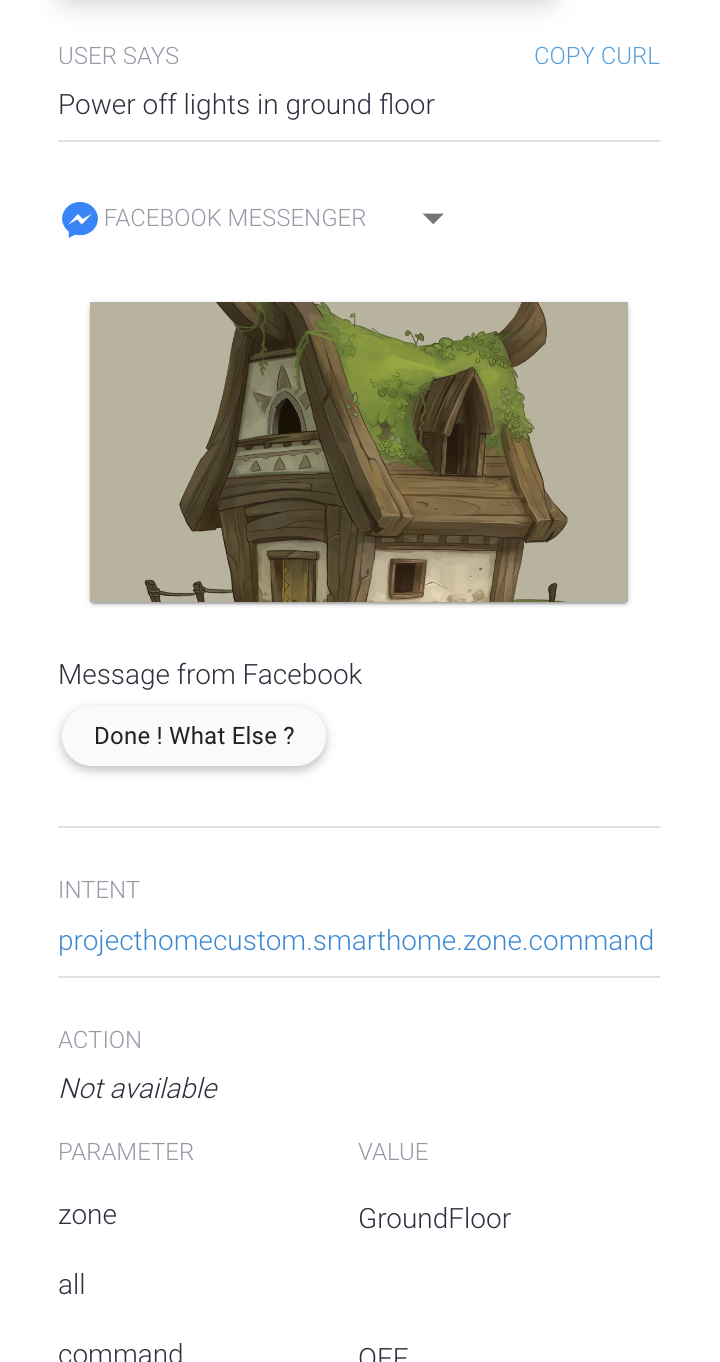 USER SAYS COPY CURL
Power off lights in ground floor
FACEBOOK MESSENGER
Message from Facebook
Done ! What Else ?
INTENT
projecthomecustom.smarthome.zone.command
ACTION
Not available
PARAMETER VALUE
zone GroundFloor
all
command OFF